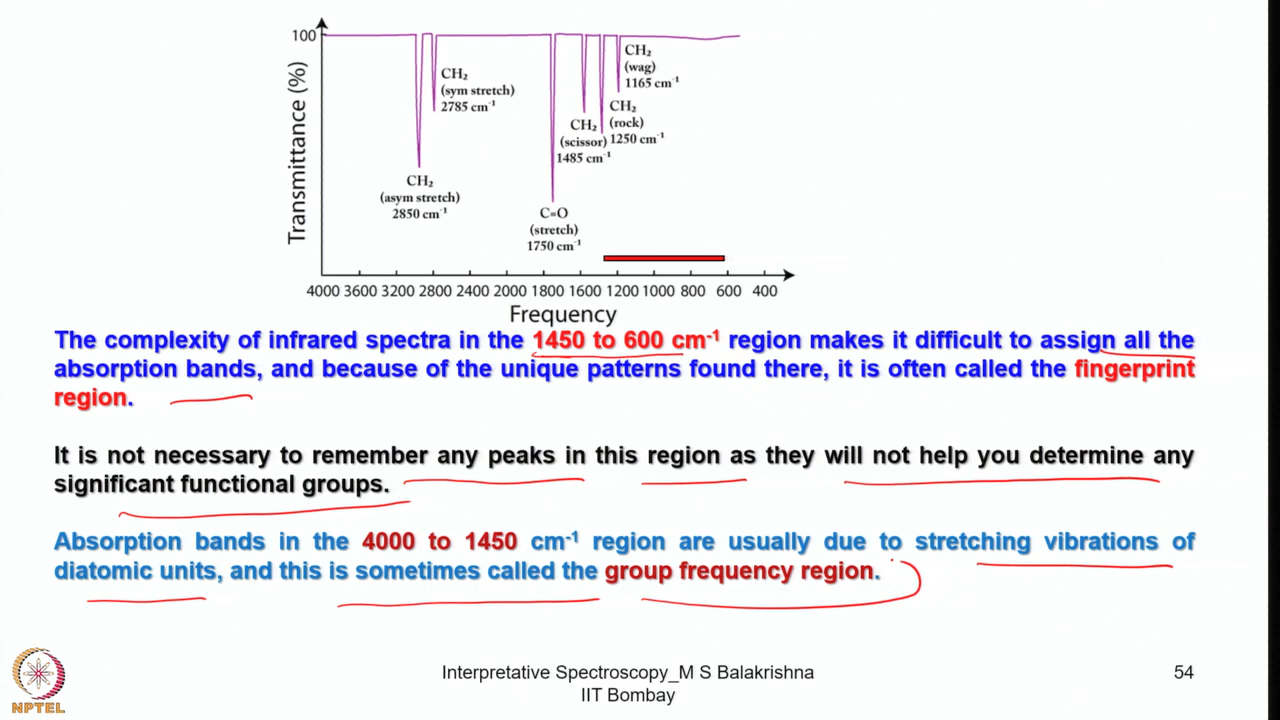 100
Transmittance (%)
CH₂
(sym stretch)
2785 cm⁻¹
CH₂
(asym stretch)
2850 cm⁻¹
C=O
(stretch)
1750 cm⁻¹
CH₂
(scissor)
1485 cm⁻¹
CH₂
(rock)
1250 cm⁻¹
CH₂
(wag)
1165 cm⁻¹
4000 3600 3200 2800 2400 2000 1800 1600 1200 1000 800 600 400
Frequency
The complexity of infrared spectra in the 1450 to 600 cm⁻¹ region makes it difficult to assign all the
absorption bands, and because of the unique patterns found there, it is often called the fingerprint
region.
It is not necessary to remember any peaks in this region as they will not help you determine any
significant functional groups.
Absorption bands in the 4000 to 1450 cm⁻¹ region are usually due to stretching vibrations of
diatomic units, and this is sometimes called the group frequency region.
NPTEL
Interpretative Spectroscopy_M S Balakrishna
IIT Bombay
54